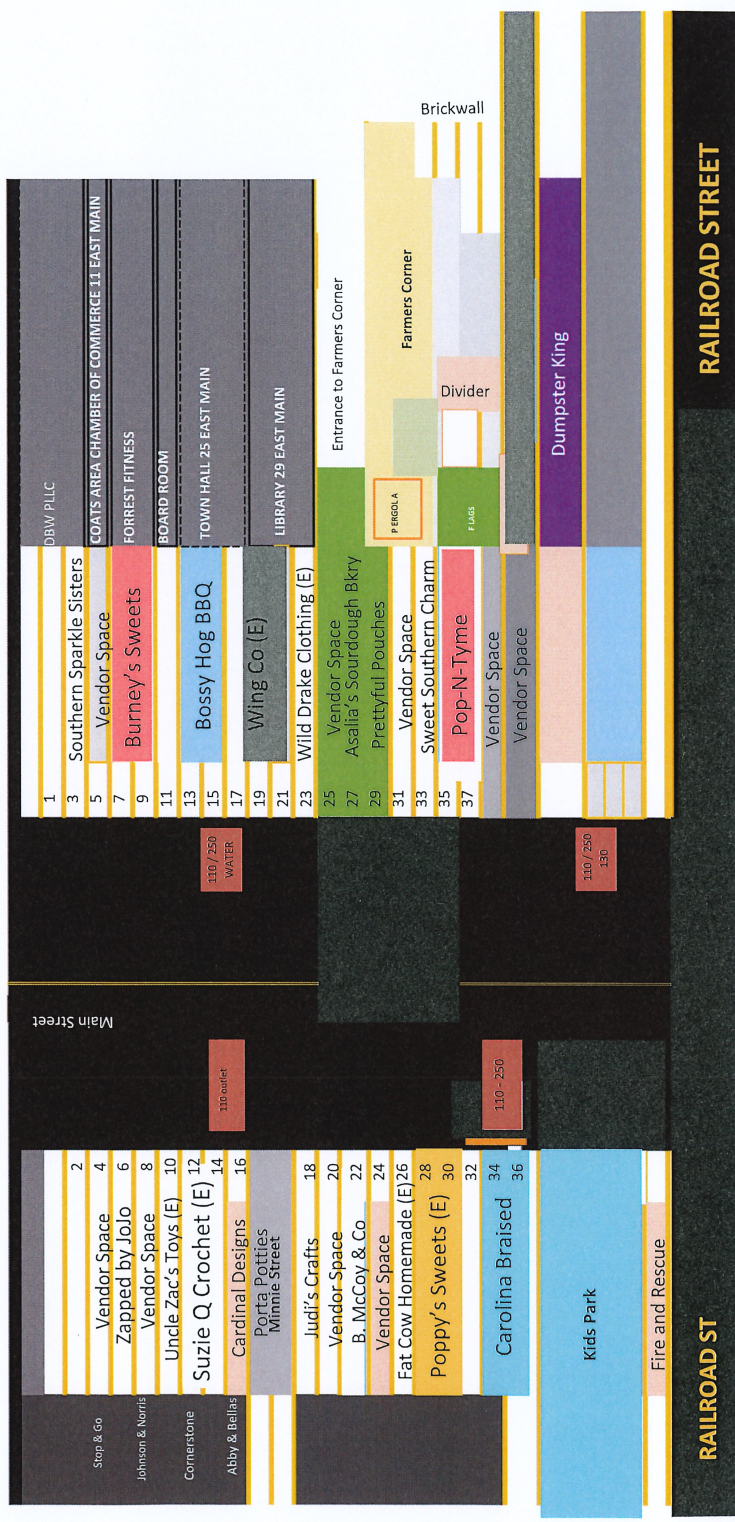 Brickwall
DBW PLLC
COATS AREA CHAMBER OF COMMERCE 11 EAST MAIN
FORREST FITNESS
BOARD ROOM
TOWN HALL 25 EAST MAIN
LIBRARY 29 EAST MAIN
Entrance to Farmers Corner
Farmers Corner
Divider
PERGOLA
FLAGS
Dumpster King
RAILROAD STREET
Southern Sparkle Sisters
Vendor Space
Burney's Sweets
Bossy Hog BBQ
Wing Co (E)
Wild Drake Clothing (E)
Vendor Space
Asalia's Sourdough Bkry
Prettyful Pouches
Vendor Space
Sweet Southern Charm
Pop-N-Tyme
Vendor Space
Vendor Space
1
3
5
7
9
11
13
15
17
19
21
23
25
27
29
31
33
35
37
110 / 250
WATER
110 / 250
130
Main Street
110 outlet
110 - 250
2
4
6
8
10
12
14
16
18
20
22
24
26
28
30
32
34
36
Vendor Space
Zapped by JoJo
Vendor Space
Uncle Zac's Toys (E)
Suzie Q Crochet (E)
Cardinal Designs
Porta Potties
Minnie Street
Judi's Crafts
Vendor Space
B. McCoy & Co
Vendor Space
Fat Cow Homemade (E)
Poppy's Sweets (E)
Carolina Braised
Kids Park
Fire and Rescue
Stop & Go
Johnson & Norris
Cornerstone
Abby & Bellas
RAILROAD ST